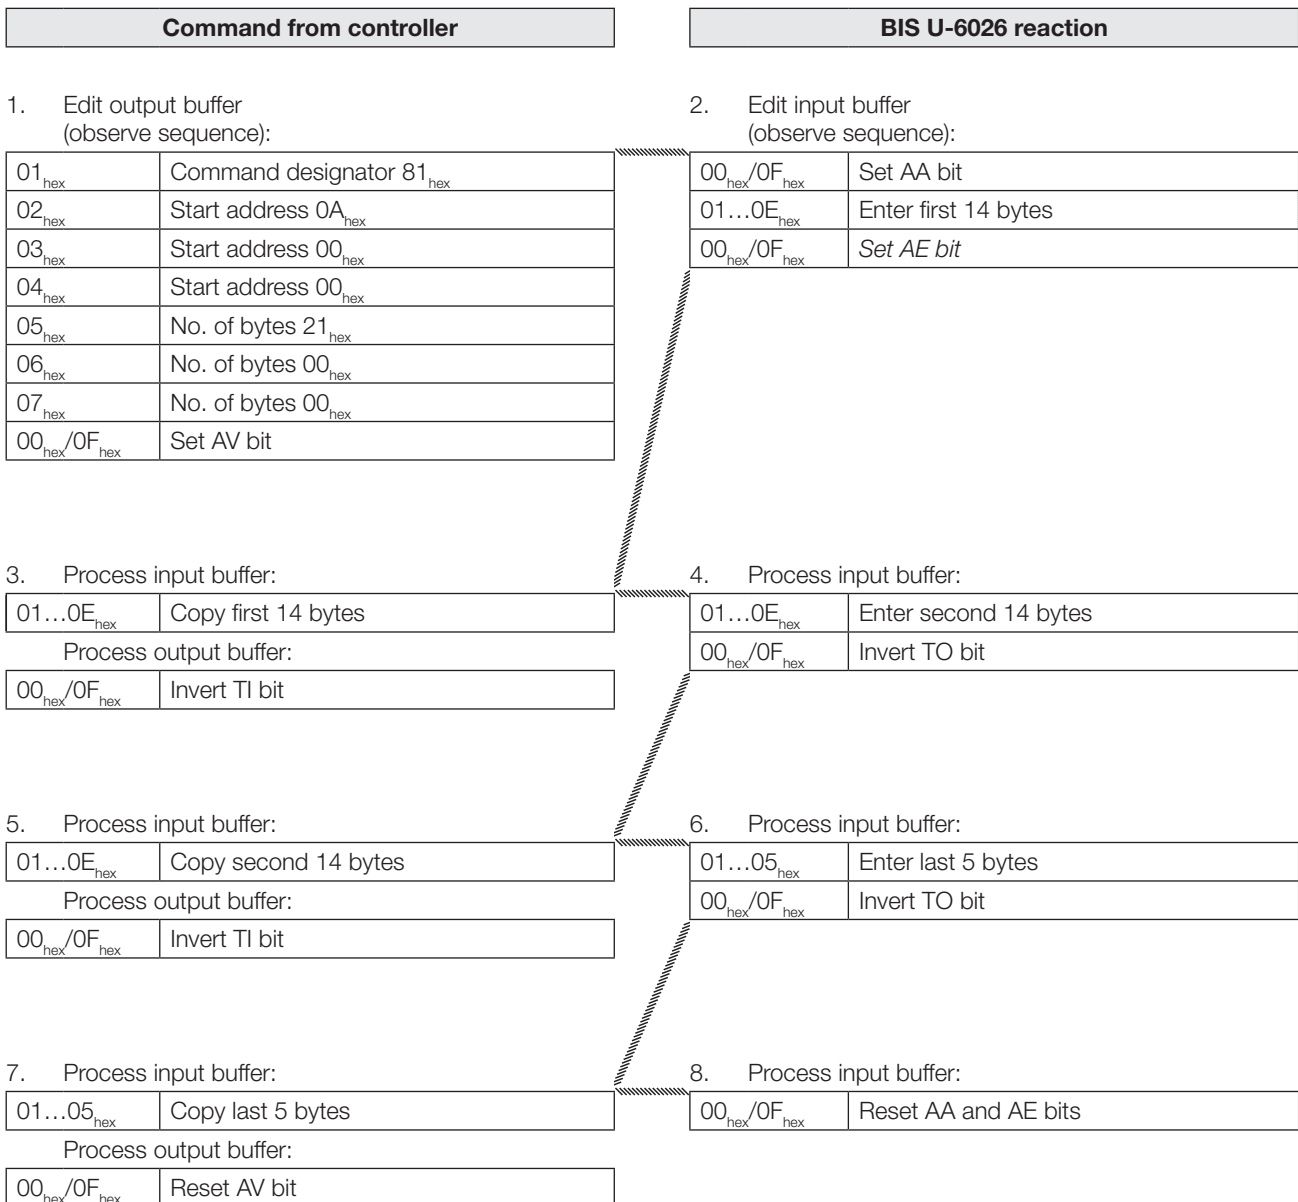 Command from controller
BIS U-6026 reaction
1. Edit output buffer
(observe sequence):
01hex Command designator 81hex
02hex Start address 0Ahex
03hex Start address 00hex
04hex Start address 00hex
05hex No. of bytes 21hex
06hex No. of bytes 00hex
07hex No. of bytes 00hex
00hex/0Fhex Set AV bit
2. Edit input buffer
(observe sequence):
00hex/0Fhex Set AA bit
01…0Ehex Enter first 14 bytes
00hex/0Fhex Set AE bit
3. Process input buffer:
01…0Ehex Copy first 14 bytes
Process output buffer:
00hex/0Fhex Invert TI bit
4. Process input buffer:
01…0Ehex Enter second 14 bytes
00hex/0Fhex Invert TO bit
5. Process input buffer:
01…0Ehex Copy second 14 bytes
Process output buffer:
00hex/0Fhex Invert TI bit
6. Process input buffer:
01…05hex Enter last 5 bytes
00hex/0Fhex Invert TO bit
7. Process input buffer:
01…05hex Copy last 5 bytes
Process output buffer:
00hex/0Fhex Reset AV bit
8. Process input buffer:
00hex/0Fhex Reset AA and AE bits